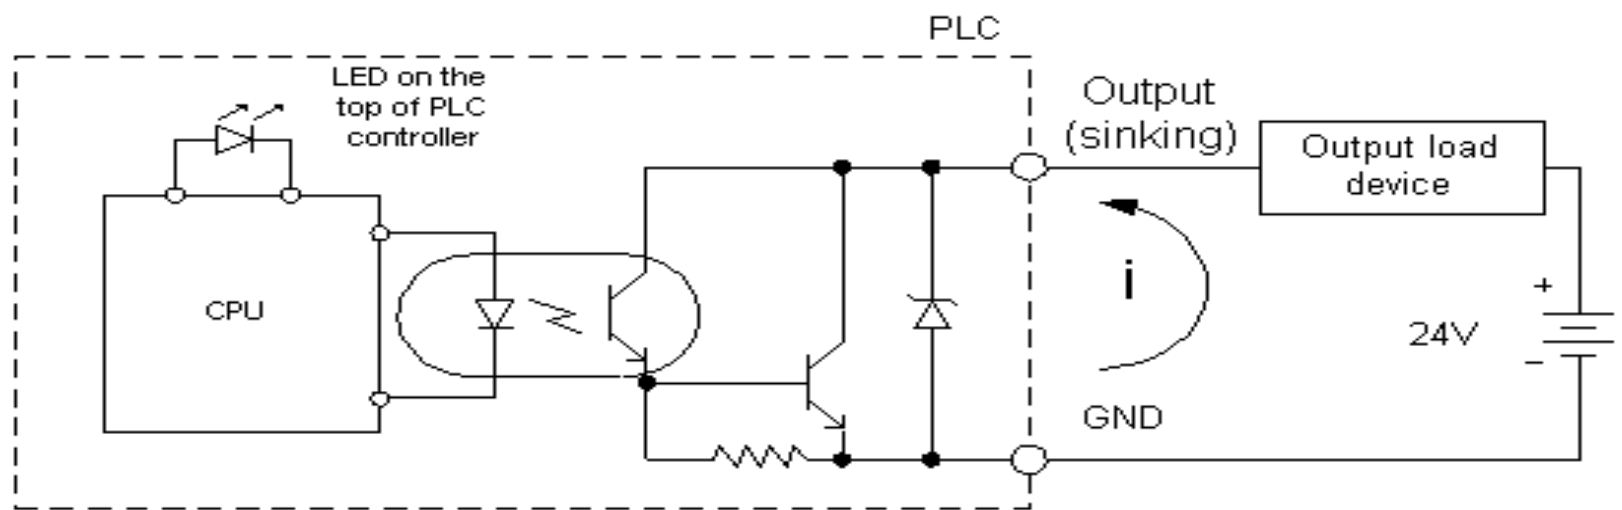 PLC
LED on the
top of PLC
controller
Output
(sinking)
Output load
device
CPU
i
+
24V
−
GND